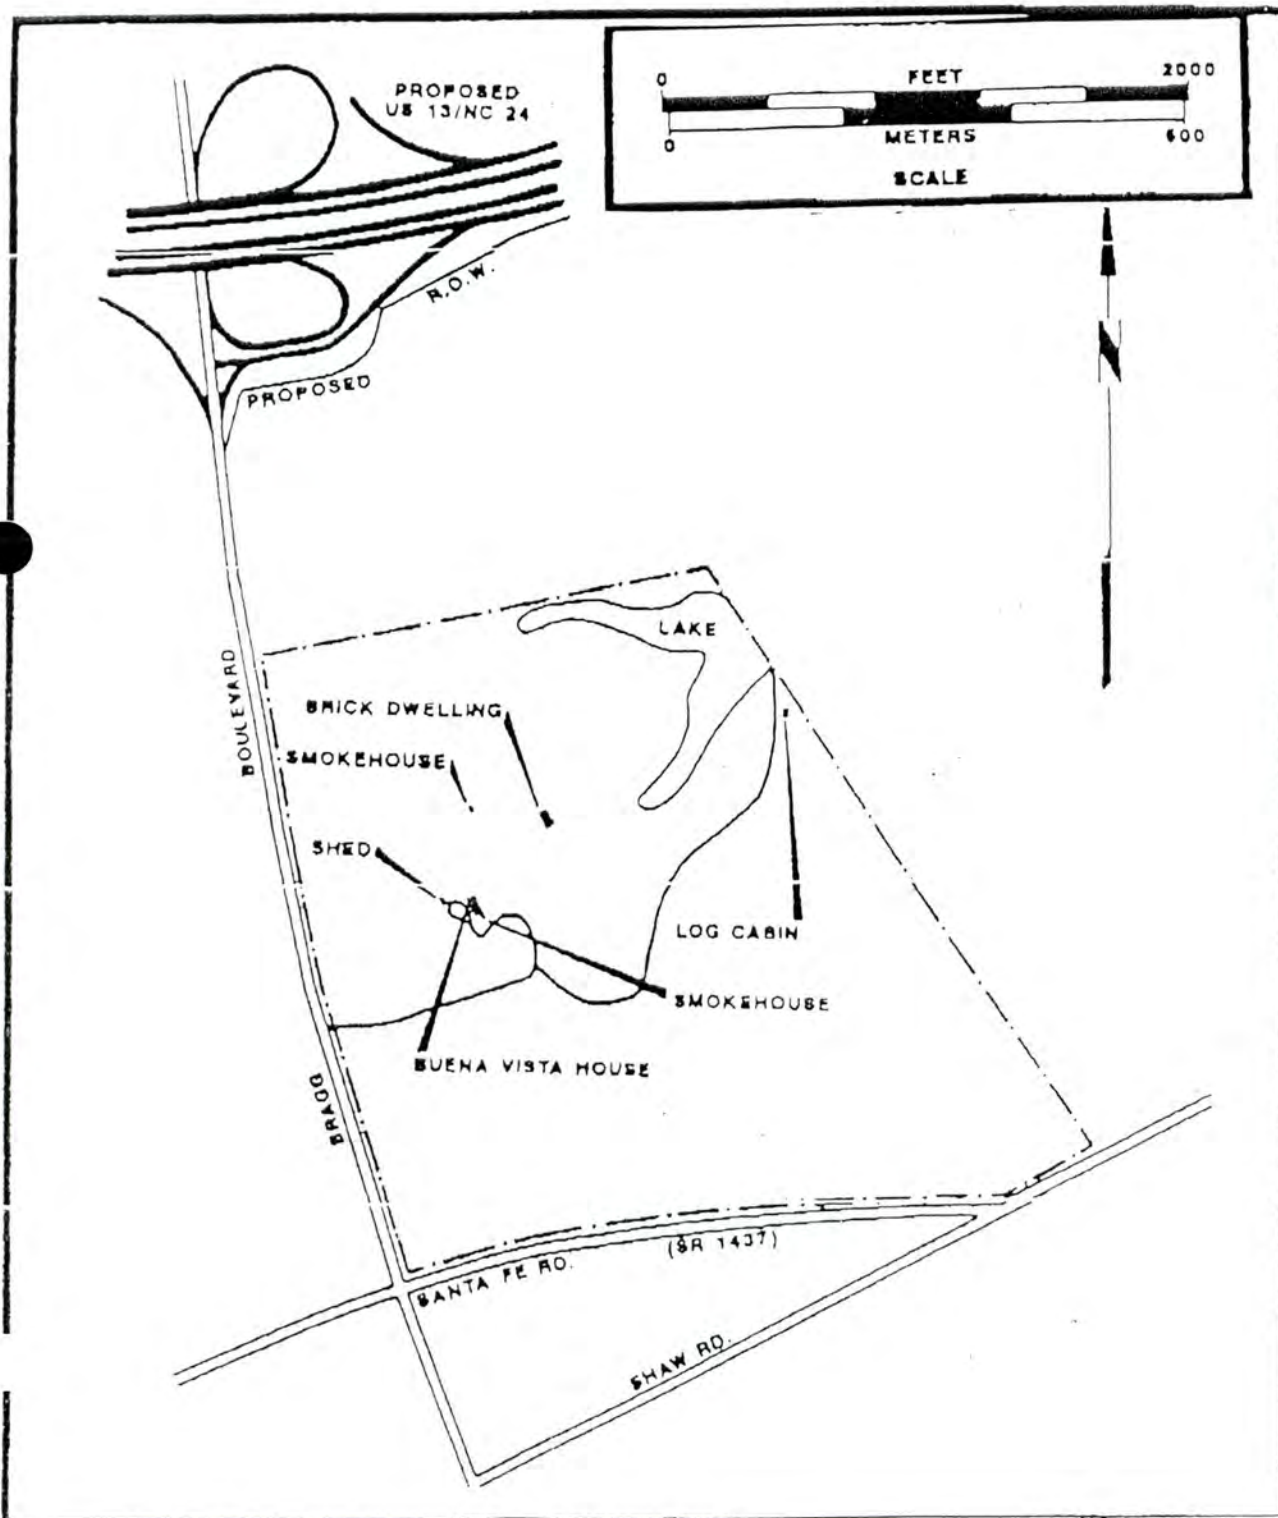 PROPOSED
US 13/NC 24
0 FEET 2000
METERS
0 600
SCALE
R.O.W.
PROPOSED
N
LAKE
BOULEVARD
BRICK DWELLING
SMOKEHOUSE
SHED
LOG CABIN
SMOKEHOUSE
BUENA VISTA HOUSE
BRAGG
(SR 1437)
SANTA FE RD.
SHAW RD.